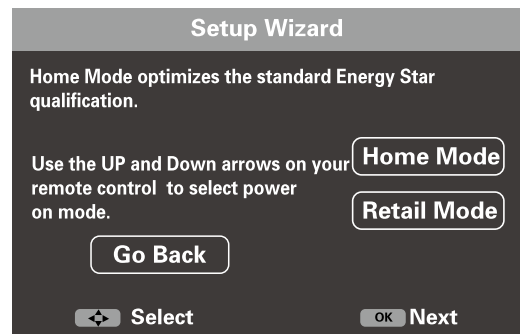 Setup Wizard
Home Mode optimizes the standard Energy Star
qualification.
Use the UP and Down arrows on your
remote control to select power
on mode.
Home Mode
Retail Mode
Go Back
Select
OK Next